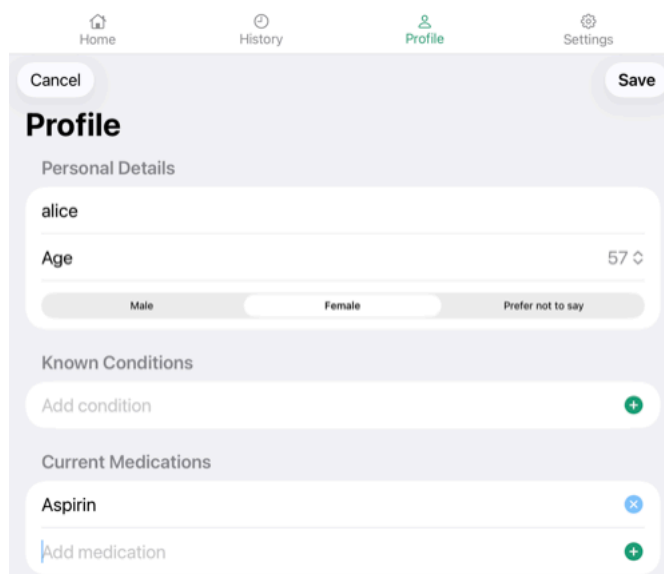 Home History Profile Settings
Cancel Save
Profile
Personal Details
alice
Age 57
Male Female Prefer not to say
Known Conditions
Add condition
Current Medications
Aspirin
Add medication